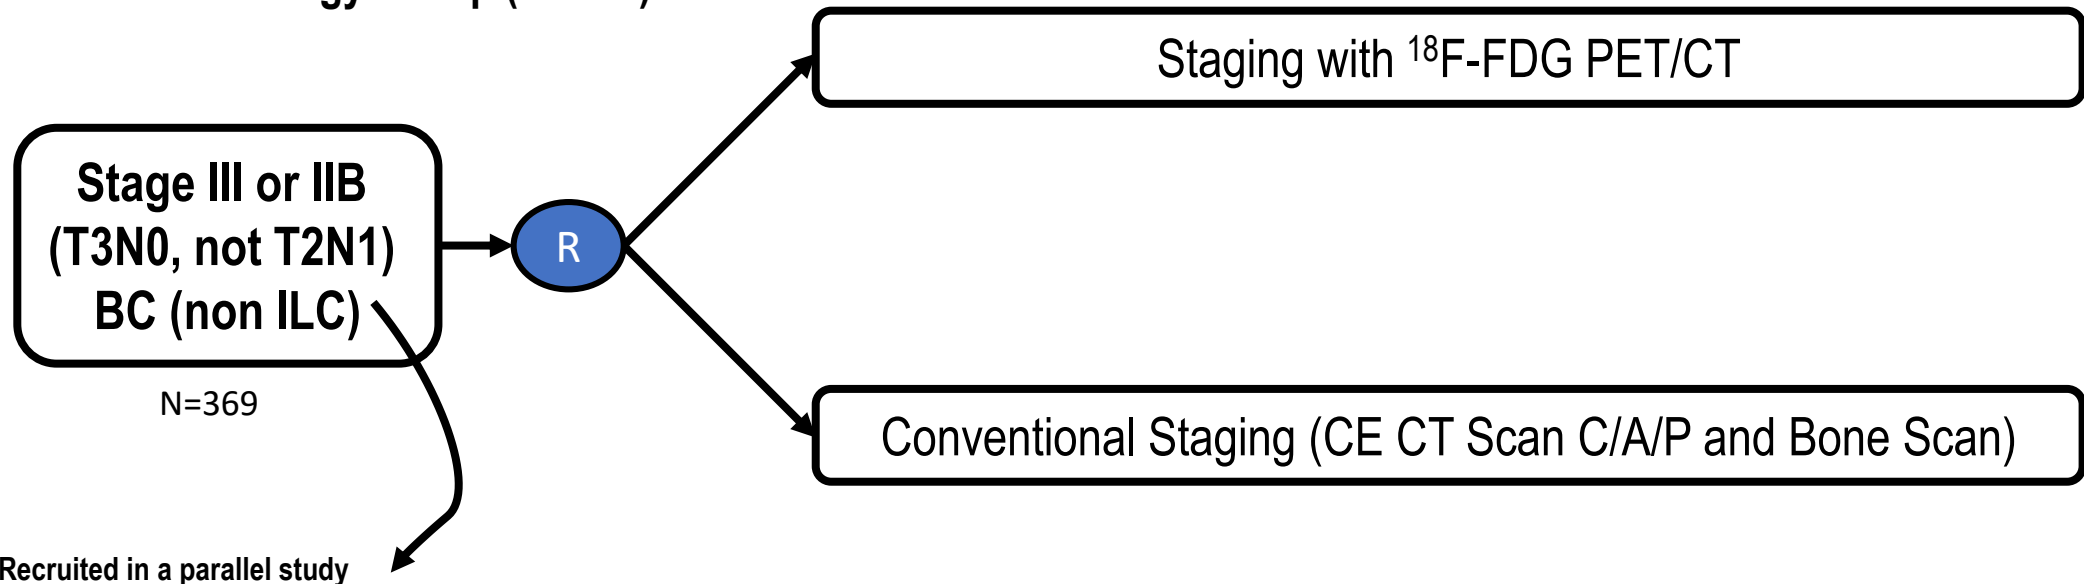 Staging with ¹⁸F-FDG PET/CT
Stage III or IIB
(T3N0, not T2N1)
BC (non ILC)
R
N=369
Conventional Staging (CE CT Scan C/A/P and Bone Scan)
Recruited in a parallel study